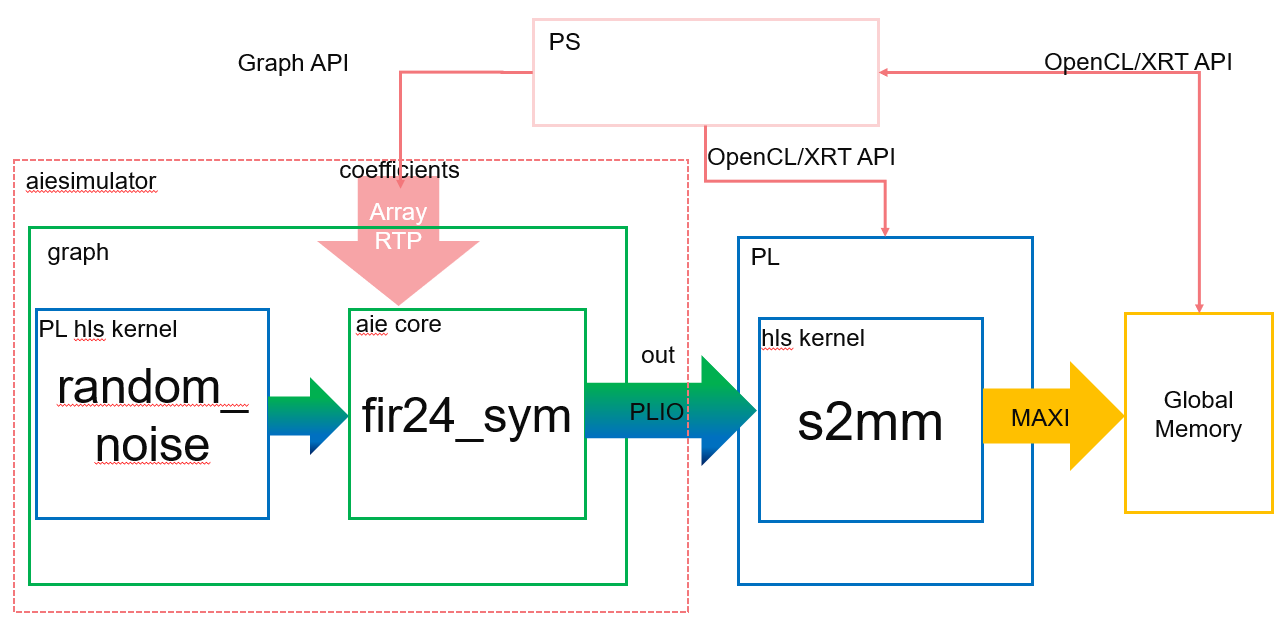 PS
Graph API
OpenCL/XRT API
OpenCL/XRT API
aiesimulator
coefficients
Array
RTP
graph
PL
PL hls kernel
random_
noise
aie core
fir24_sym
out
PLIO
hls kernel
s2mm
MAXI
Global
Memory